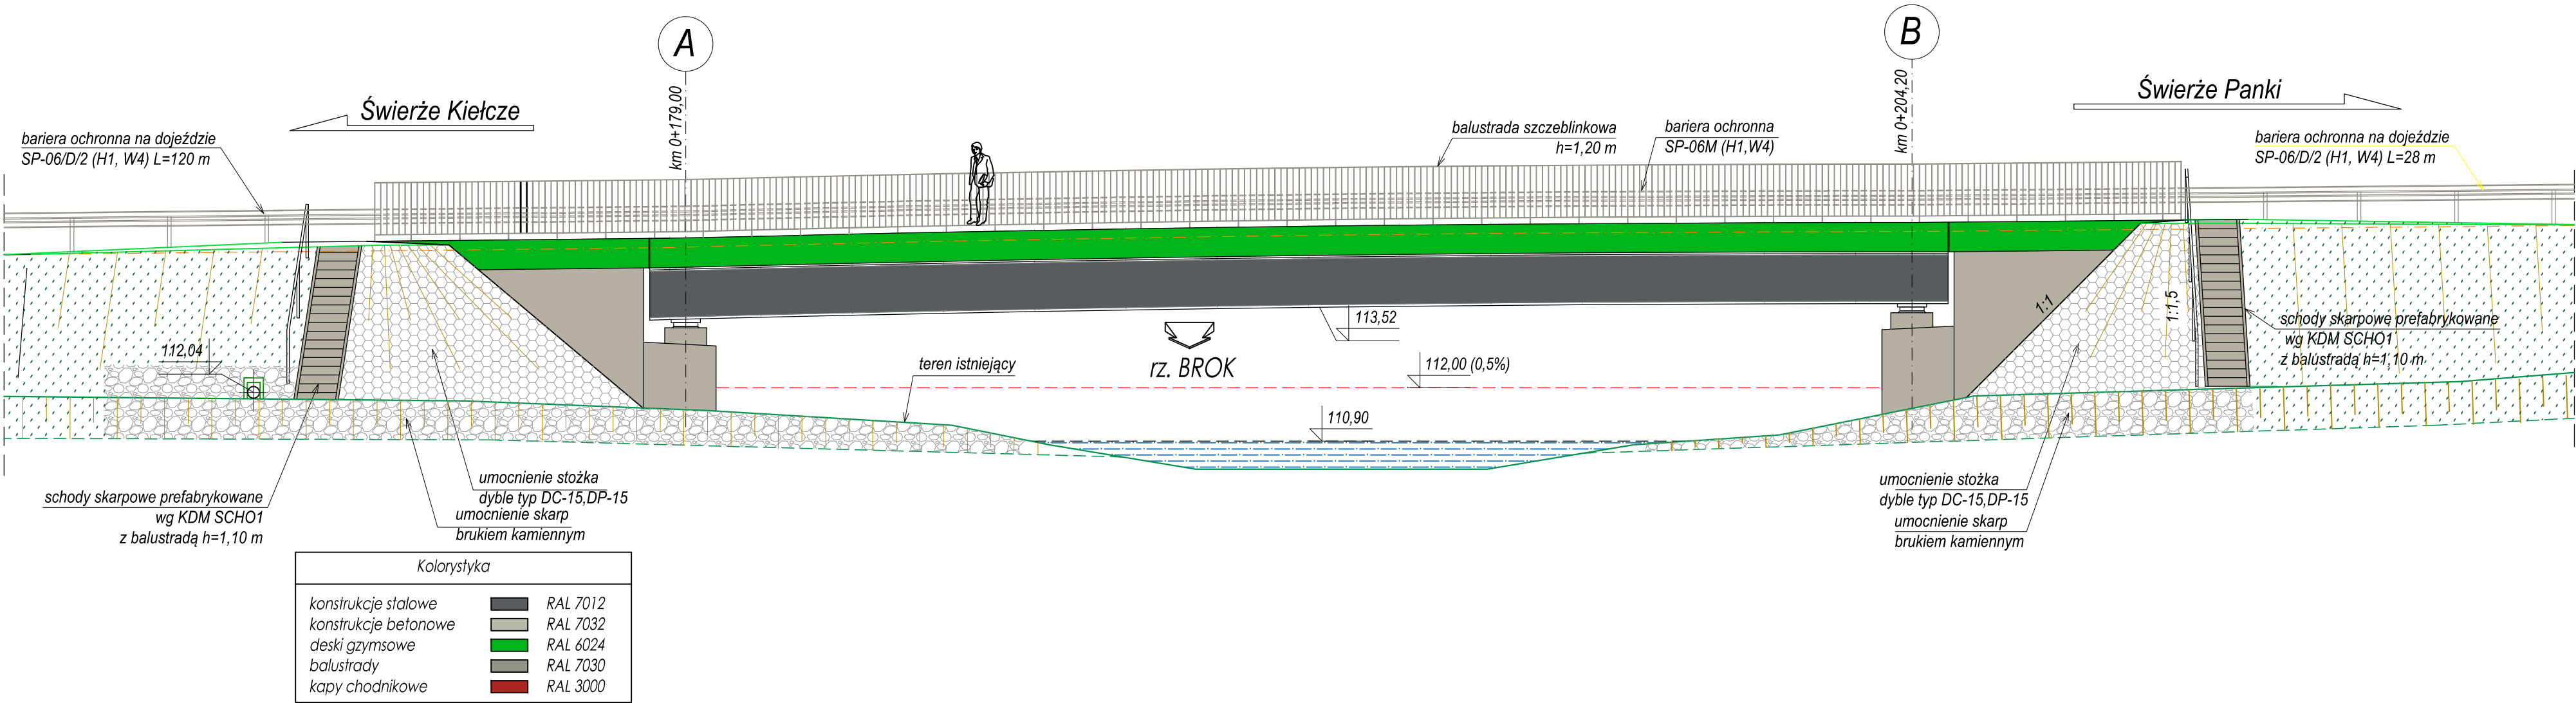 A
B
km 0+179,00
km 0+204,20
Świerże Kiełcze
Świerże Panki
bariera ochronna na dojeździe
SP-06/D/2 (H1, W4) L=120 m
balustrada szczeblinkowa
h=1,20 m
bariera ochronna
SP-06M (H1,W4)
bariera ochronna na dojeździe
SP-06/D/2 (H1, W4) L=28 m
1:1
1:1,5
113,52
schody skarpowe prefabrykowane
wg KDM SCHO1
z balustradą h=1,10 m
112,04
rz. BROK
teren istniejący
112,00 (0,5%)
110,90
schody skarpowe prefabrykowane
wg KDM SCHO1
z balustradą h=1,10 m
umocnienie stożka
dyble typ DC-15,DP-15
umocnienie skarp
brukiem kamiennym
umocnienie stożka
dyble typ DC-15,DP-15
umocnienie skarp
brukiem kamiennym
Kolorystyka
konstrukcje stalowe RAL 7012
konstrukcje betonowe RAL 7032
deski gzymsowe RAL 6024
balustrady RAL 7030
kapy chodnikowe RAL 3000